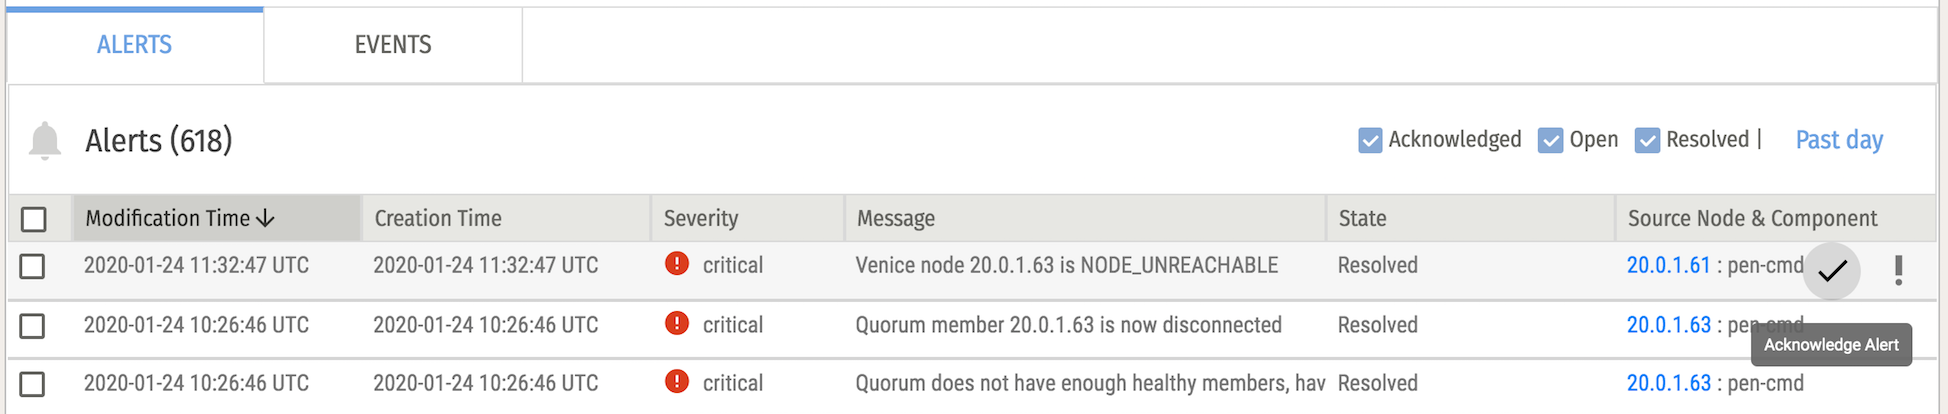 ALERTS EVENTS
Alerts (618) Acknowledged Open Resolved | Past day
Modification Time Creation Time Severity Message State Source Node & Component
2020-01-24 11:32:47 UTC 2020-01-24 11:32:47 UTC critical Venice node 20.0.1.63 is NODE_UNREACHABLE Resolved 20.0.1.61 : pen-cmd
2020-01-24 10:26:46 UTC 2020-01-24 10:26:46 UTC critical Quorum member 20.0.1.63 is now disconnected Resolved 20.0.1.63 : pen-cmd
Acknowledge Alert
2020-01-24 10:26:46 UTC 2020-01-24 10:26:46 UTC critical Quorum does not have enough healthy members, hav Resolved 20.0.1.63 : pen-cmd